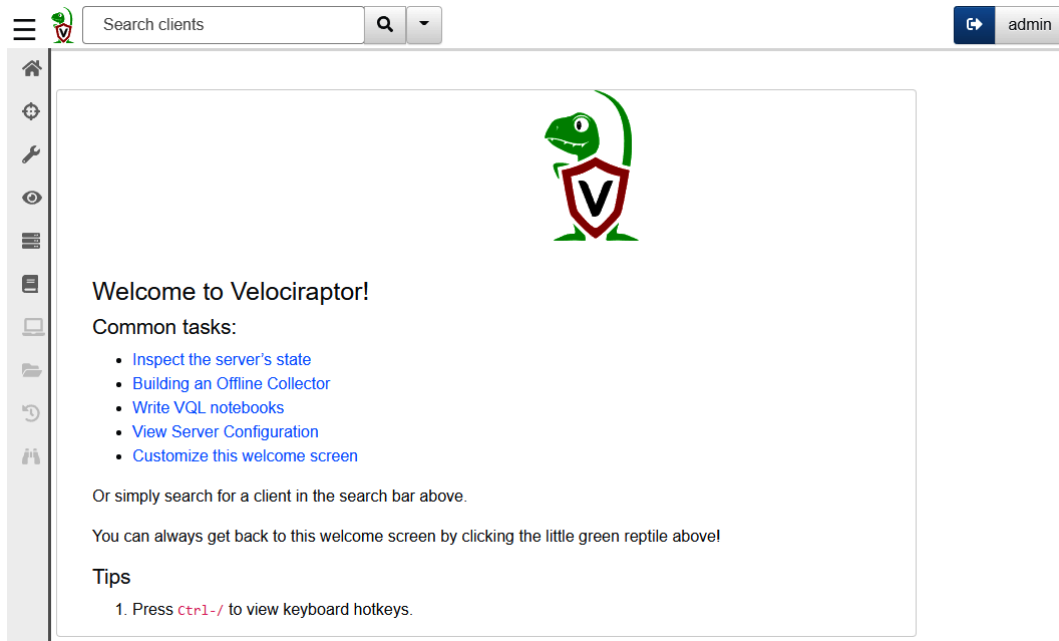 Search clients
admin
V
Welcome to Velociraptor!
Common tasks:
• Inspect the server’s state
• Building an Offline Collector
• Write VQL notebooks
• View Server Configuration
• Customize this welcome screen
Or simply search for a client in the search bar above.
You can always get back to this welcome screen by clicking the little green reptile above!
Tips
1. Press Ctrl-/ to view keyboard hotkeys.